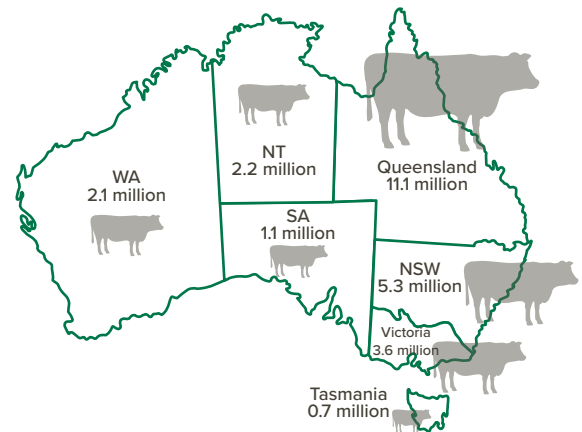 NT
2.2 million
Queensland
11.1 million
WA
2.1 million
SA
1.1 million
NSW
5.3 million
Victoria
3.6 million
Tasmania
0.7 million